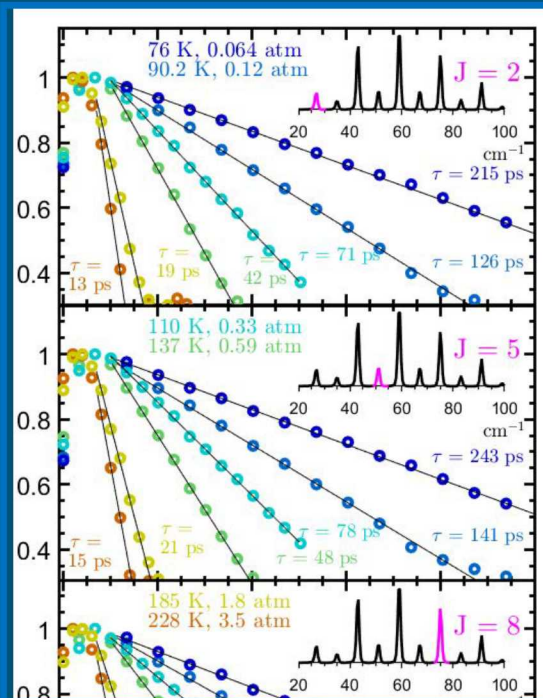 76 K, 0.064 atm
90.2 K, 0.12 atm
J = 2
1
0.8
0.6
0.4
20 40 60 80 100
cm⁻¹
τ = 215 ps
τ = 126 ps
τ = 71 ps
τ =
42 ps
τ =
19 ps
τ =
13 ps
110 K, 0.33 atm
137 K, 0.59 atm
J = 5
1
0.8
0.6
0.4
20 40 60 80 100
cm⁻¹
τ = 243 ps
τ = 141 ps
τ = 78 ps
τ = 48 ps
τ =
21 ps
τ =
15 ps
185 K, 1.8 atm
228 K, 3.5 atm
J = 8
1
0.8
20 40 60 80 100